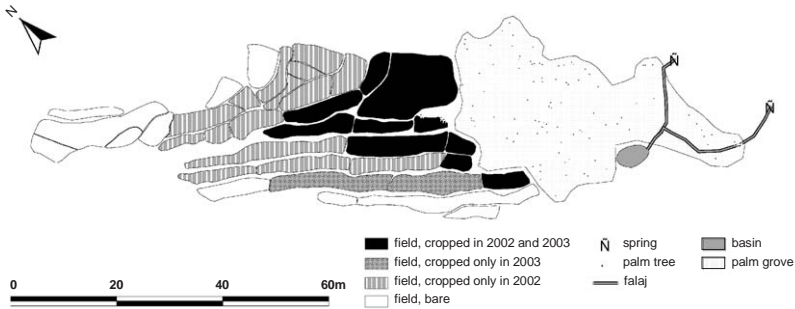 N
Ñ
Ñ
field, cropped in 2002 and 2003
field, cropped only in 2003
field, cropped only in 2002
field, bare
Ñ spring
palm tree
falaj
basin
palm grove
0 20 40 60m